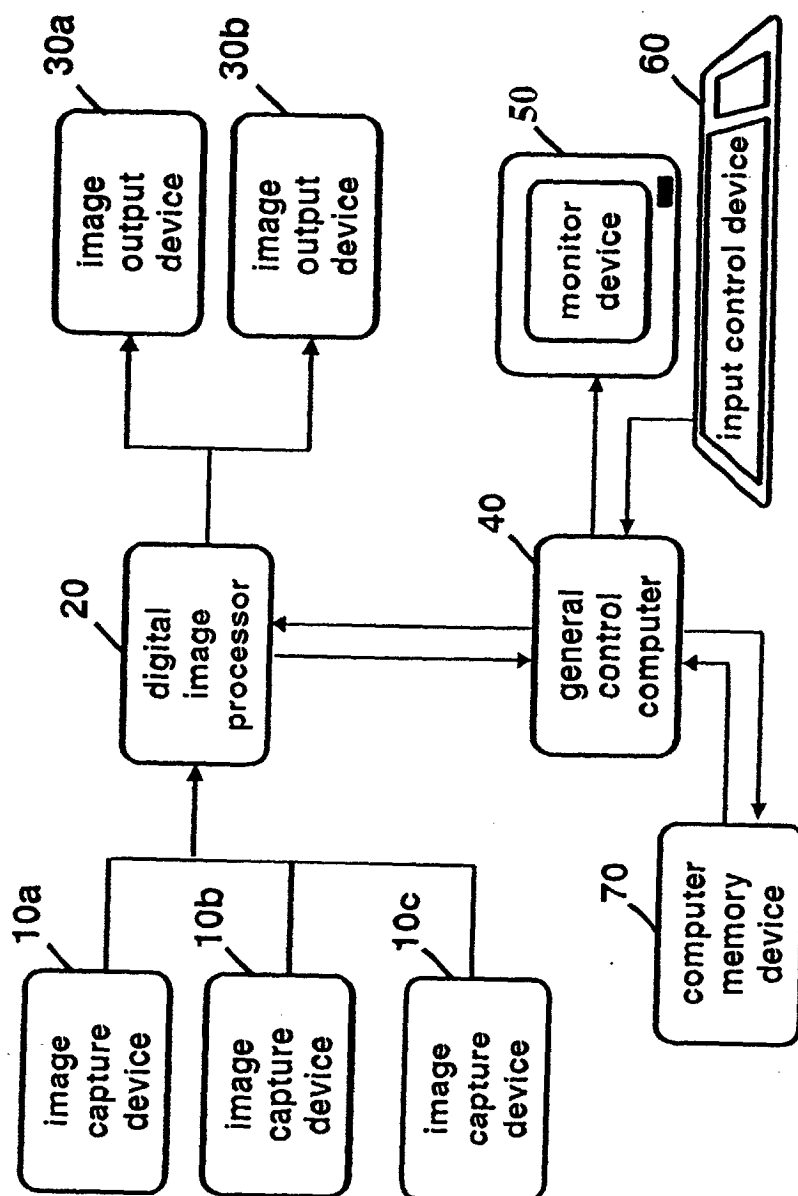 10a
image
capture
device
10b
image
capture
device
10c
image
capture
device
20
digital
image
processor
30a
image
output
device
30b
image
output
device
40
general
control
computer
50
monitor
device
60
input control device
70
computer
memory
device